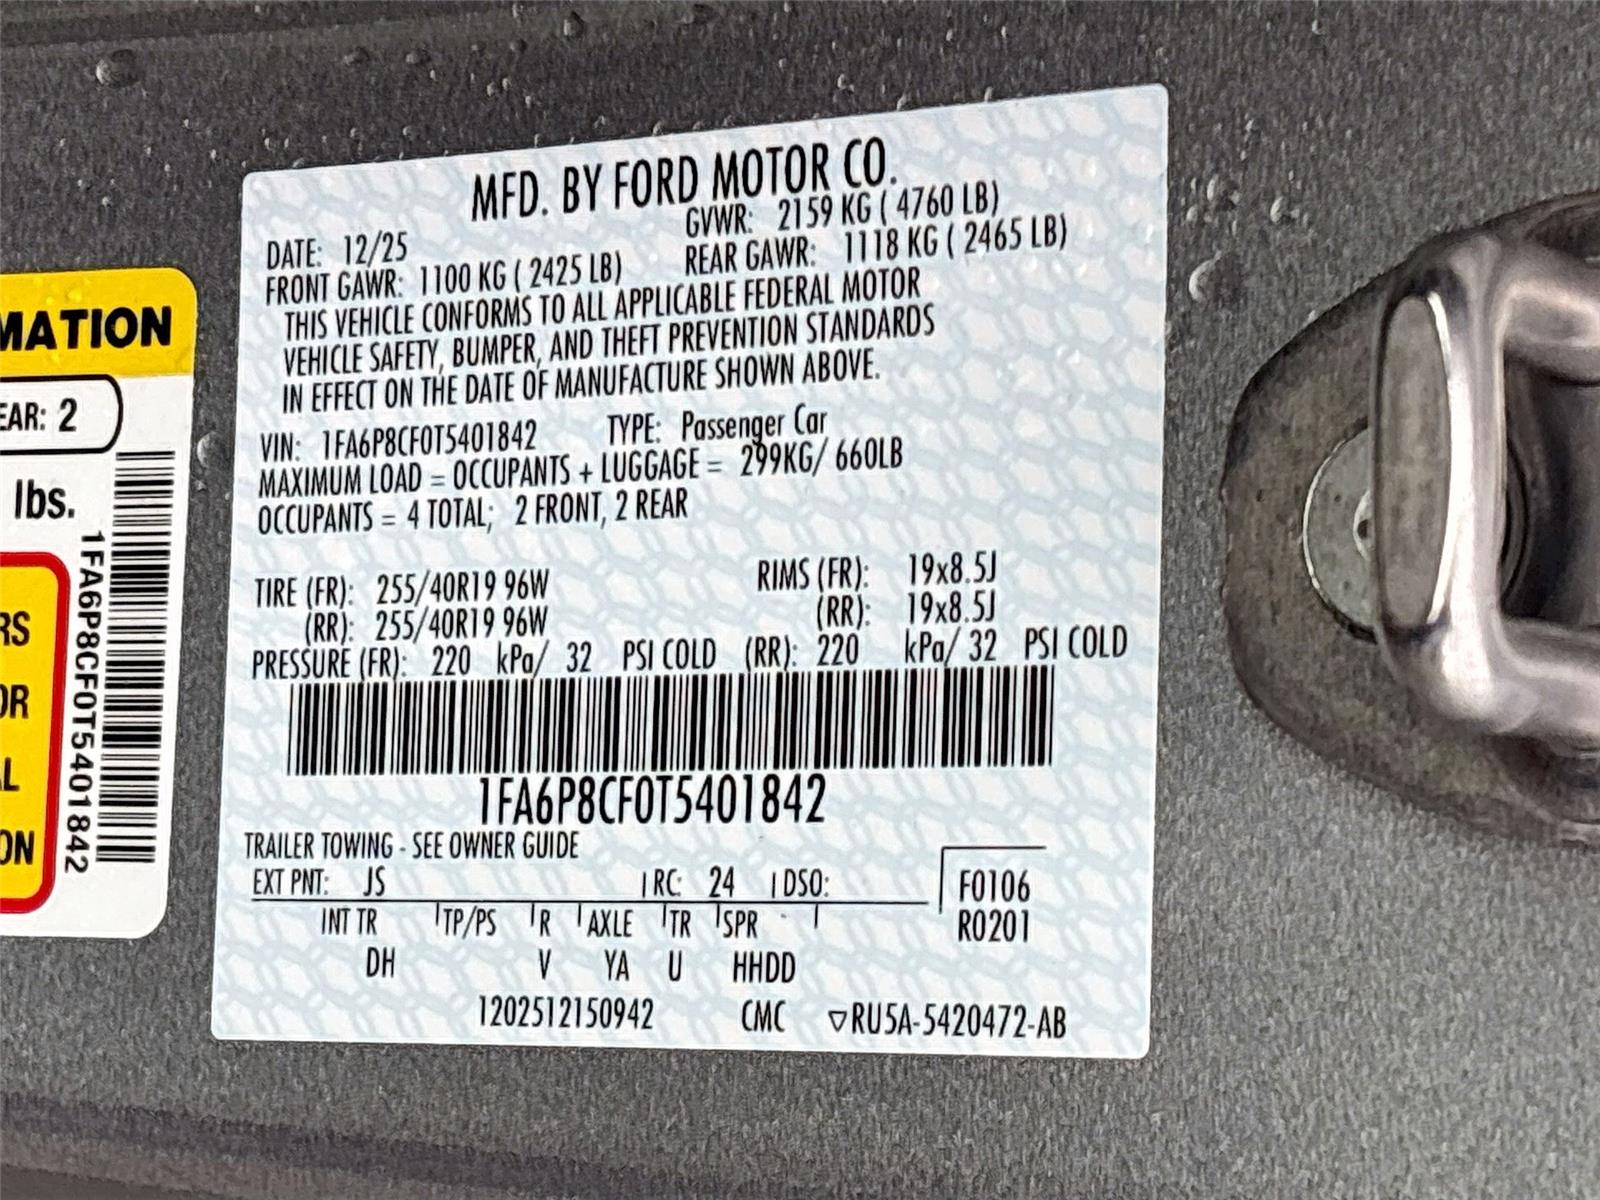 MFD. BY FORD MOTOR CO.
DATE: 12/25 GVWR: 2159 KG ( 4760 LB)
FRONT GAWR: 1100 KG ( 2425 LB) REAR GAWR: 1118 KG ( 2465 LB)
THIS VEHICLE CONFORMS TO ALL APPLICABLE FEDERAL MOTOR
VEHICLE SAFETY, BUMPER, AND THEFT PREVENTION STANDARDS
IN EFFECT ON THE DATE OF MANUFACTURE SHOWN ABOVE.
VIN: 1FA6P8CF0T5401842 TYPE: Passenger Car
MAXIMUM LOAD = OCCUPANTS + LUGGAGE = 299KG/ 660LB
OCCUPANTS = 4 TOTAL; 2 FRONT, 2 REAR
TIRE (FR): 255/40R19 96W RIMS (FR): 19x8.5J
(RR): 255/40R19 96W (RR): 19x8.5J
PRESSURE (FR): 220 kPa/ 32 PSI COLD (RR): 220 kPa/ 32 PSI COLD
1FA6P8CF0T5401842
TRAILER TOWING - SEE OWNER GUIDE
EXT PNT: JS RC: 24 DSO: F0106
R0201
INT TR TP/PS R AXLE TR SPR
DH V YA U HHDD
1202512150942 CMC ▽RU5A-5420472-AB
MATION
EAR: 2
lbs.
1FA6P8CF0T5401842
RS
OR
AL
ON